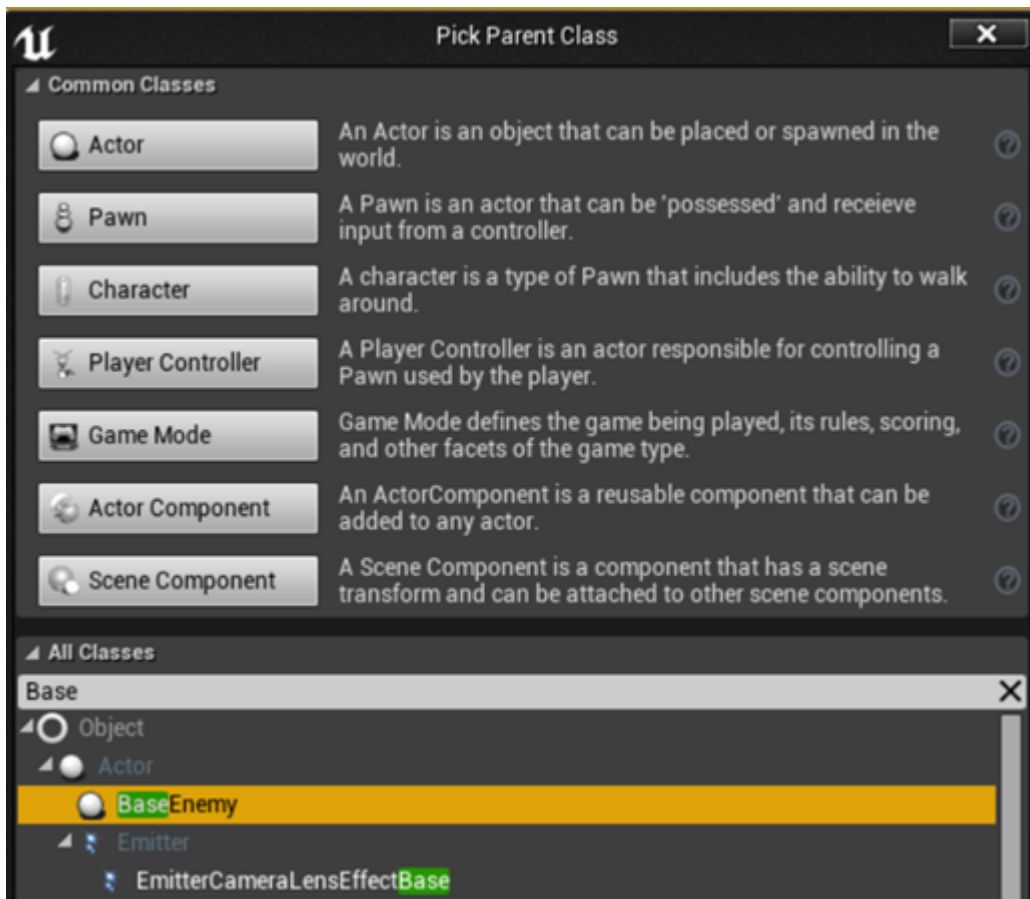 Pick Parent Class
Common Classes
Actor
An Actor is an object that can be placed or spawned in the
world.
Pawn
A Pawn is an actor that can be 'possessed' and receieve
input from a controller.
Character
A character is a type of Pawn that includes the ability to walk
around.
Player Controller
A Player Controller is an actor responsible for controlling a
Pawn used by the player.
Game Mode
Game Mode defines the game being played, its rules, scoring,
and other facets of the game type.
Actor Component
An ActorComponent is a reusable component that can be
added to any actor.
Scene Component
A Scene Component is a component that has a scene
transform and can be attached to other scene components.
All Classes
Base
Object
Actor
BaseEnemy
Emitter
EmitterCameraLensEffectBase